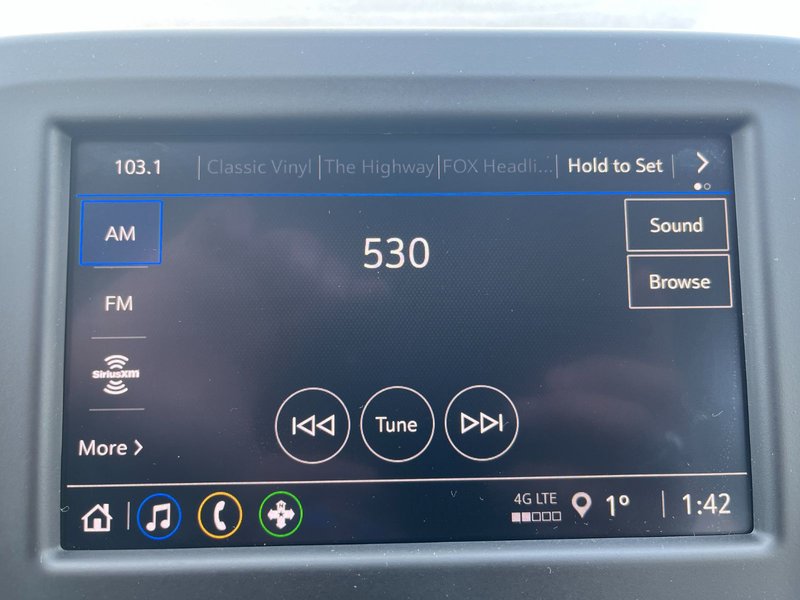 103.1 Classic Vinyl The Highway FOX Headli... Hold to Set
AM
530
Sound
Browse
FM
SiriusXM
More
Tune
4G LTE
1° 1:42